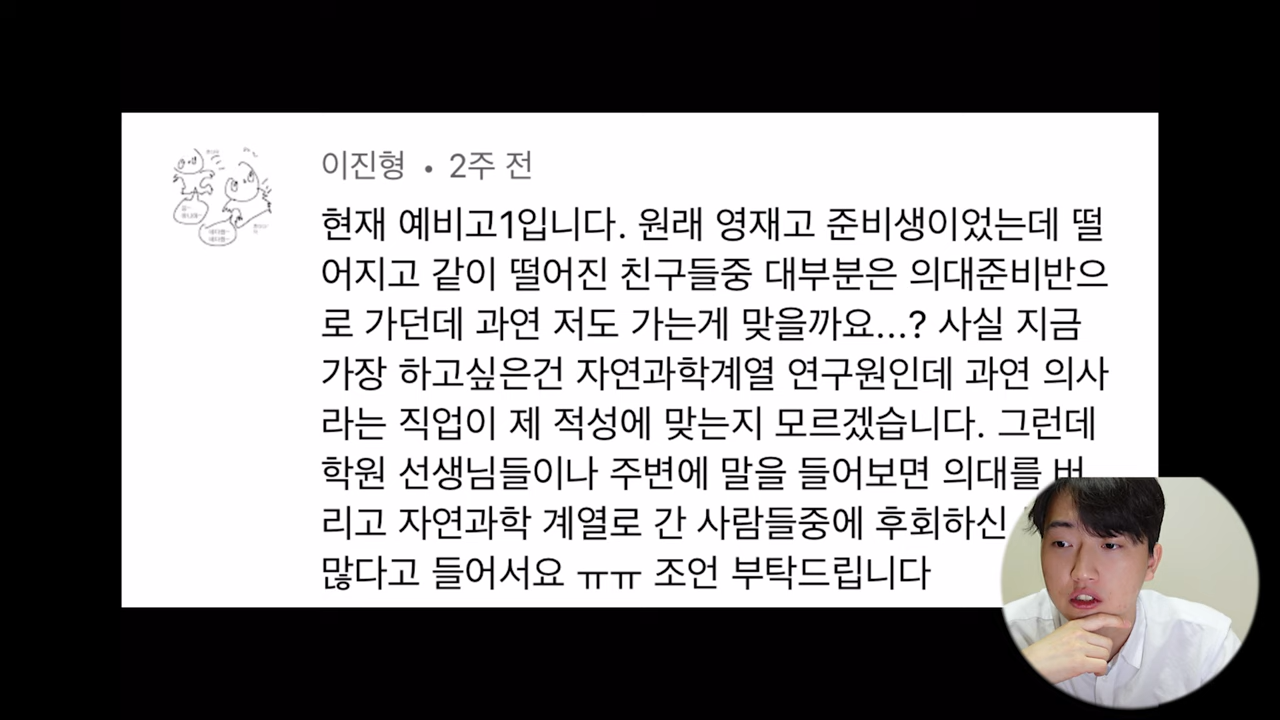 이진형 • 2주 전
현재 예비고1입니다. 원래 영재고 준비생이었는데 떨
어지고 같이 떨어진 친구들중 대부분은 의대준비반으
로 가던데 과연 저도 가는게 맞을까요...? 사실 지금
가장 하고싶은건 자연과학계열 연구원인데 과연 의사
라는 직업이 제 적성에 맞는지 모르겠습니다. 그런데
학원 선생님들이나 주변에 말을 들어보면 의대를 버
리고 자연과학 계열로 간 사람들중에 후회하신
많다고 들어서요 ㅠㅠ 조언 부탁드립니다